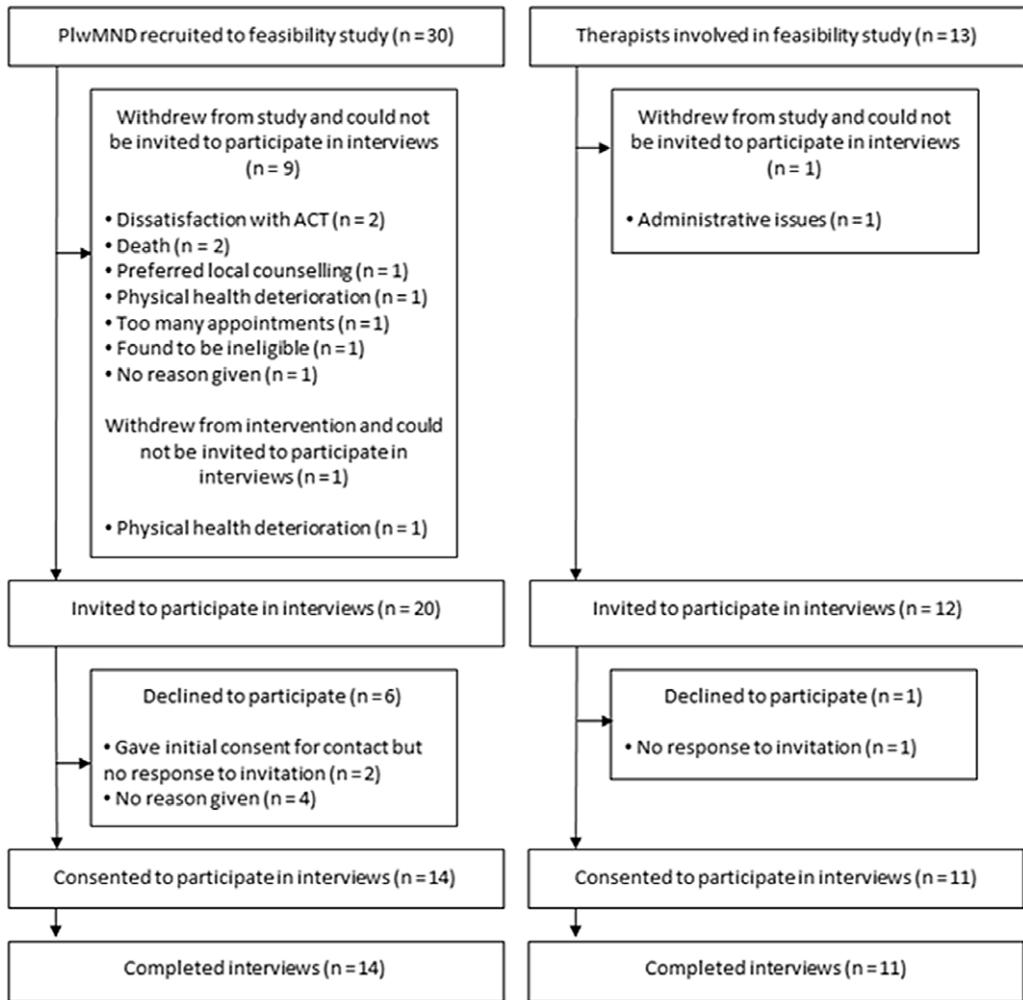 PlwMND recruited to feasibility study (n = 30)
Withdrew from study and could not
be invited to participate in interviews
(n = 9)
• Dissatisfaction with ACT (n = 2)
• Death (n = 2)
• Preferred local counselling (n = 1)
• Physical health deterioration (n = 1)
• Too many appointments (n = 1)
• Found to be ineligible (n = 1)
• No reason given (n = 1)
Withdrew from intervention and could
not be invited to participate in
interviews (n = 1)
• Physical health deterioration (n = 1)
Invited to participate in interviews (n = 20)
Declined to participate (n = 6)
• Gave initial consent for contact but
no response to invitation (n = 2)
• No reason given (n = 4)
Consented to participate in interviews (n = 14)
Completed interviews (n = 14)
Therapists involved in feasibility study (n = 13)
Withdrew from study and could not
be invited to participate in interviews
(n = 1)
• Administrative issues (n = 1)
Invited to participate in interviews (n = 12)
Declined to participate (n = 1)
• No response to invitation (n = 1)
Consented to participate in interviews (n = 11)
Completed interviews (n = 11)